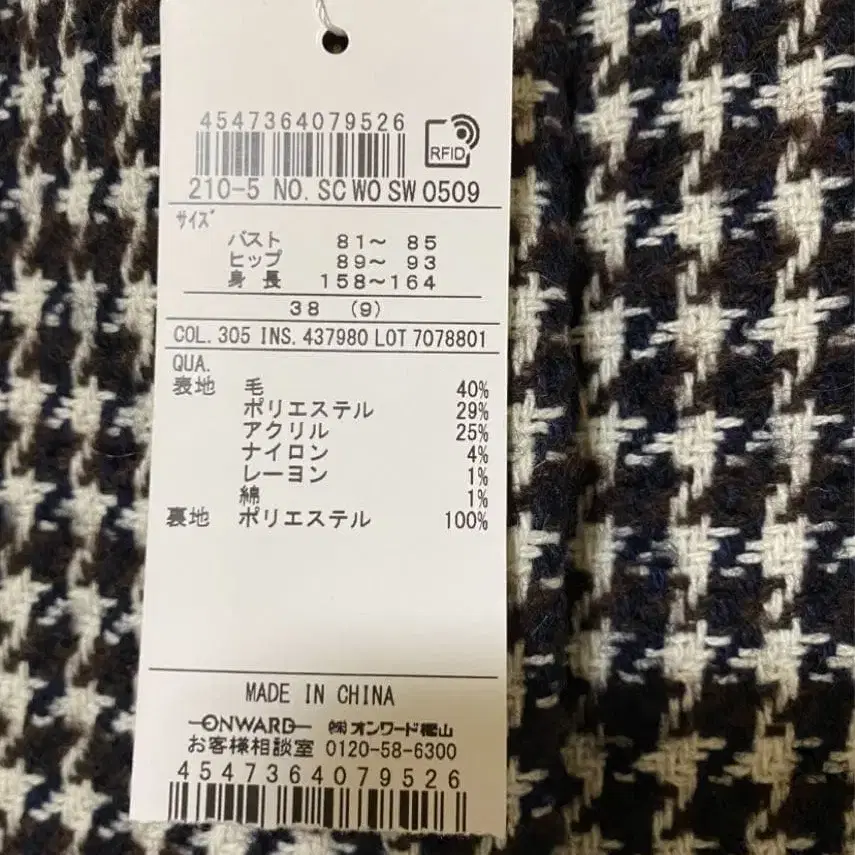 4547364079526
RFID
210-5 NO. SC WO SW 0509
サイズ
バスト 81～ 85
ヒップ 89～ 93
身長 158～164
38 (9)
COL. 305 INS. 437980 LOT 7078801
QUA.
表地 毛 40%
ポリエステル 29%
アクリル 25%
ナイロン 4%
レーヨン 1%
綿 1%
裏地 ポリエステル 100%
MADE IN CHINA
ONWARD ㈱オンワード樫山
お客様相談室 0120-58-6300
4547364079526